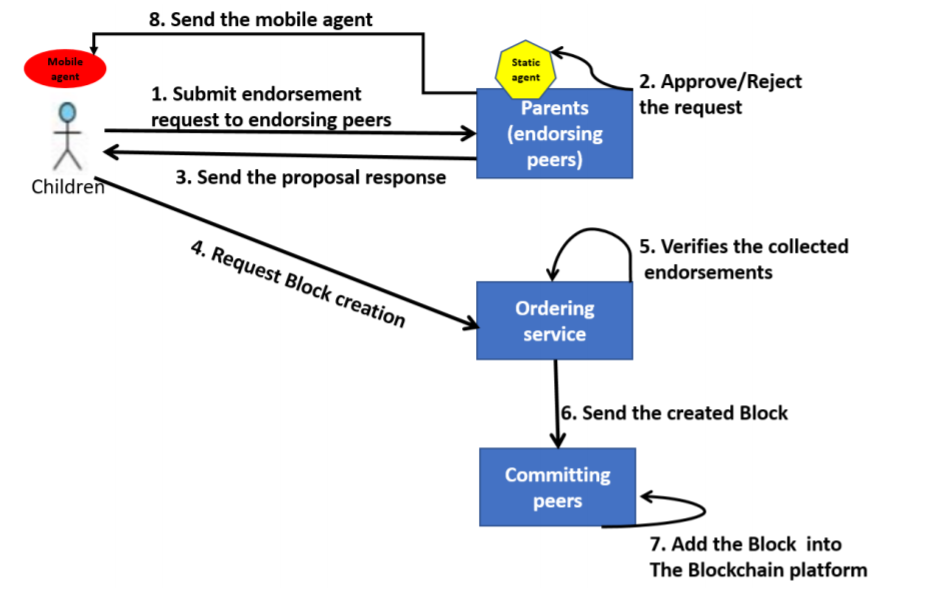 8. Send the mobile agent
Mobile
agent
Static
agent
2. Approve/Reject
the request
1. Submit endorsement
request to endorsing peers
Parents
(endorsing
peers)
3. Send the proposal response
Children
4. Request Block creation
5. Verifies the collected
endorsements
Ordering
service
6. Send the created Block
Committing
peers
7. Add the Block into
The Blockchain platform